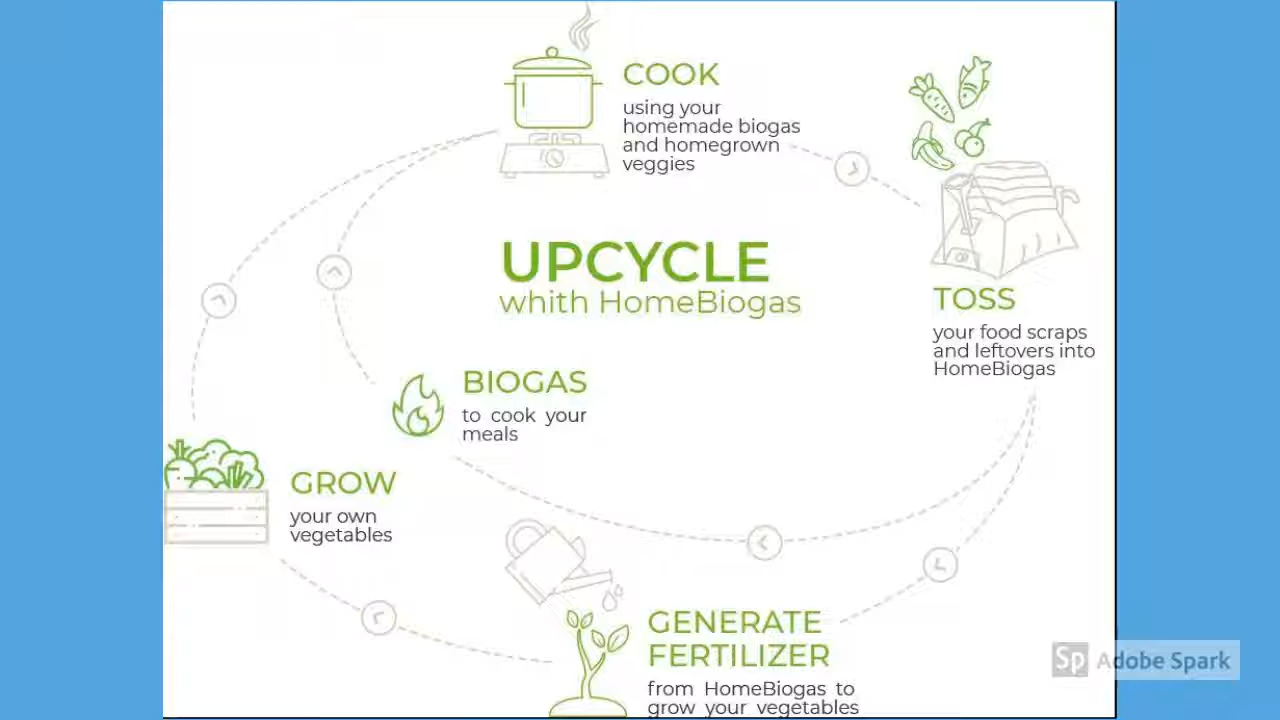 COOK
using your
homemade biogas
and homegrown
veggies
UPCYCLE
whith HomeBiogas
TOSS
your food scraps
and leftovers into
HomeBiogas
BIOGAS
to cook your
meals
GROW
your own
vegetables
GENERATE
FERTILIZER
from HomeBiogas to
grow your vegetables
Sp Adobe Spark